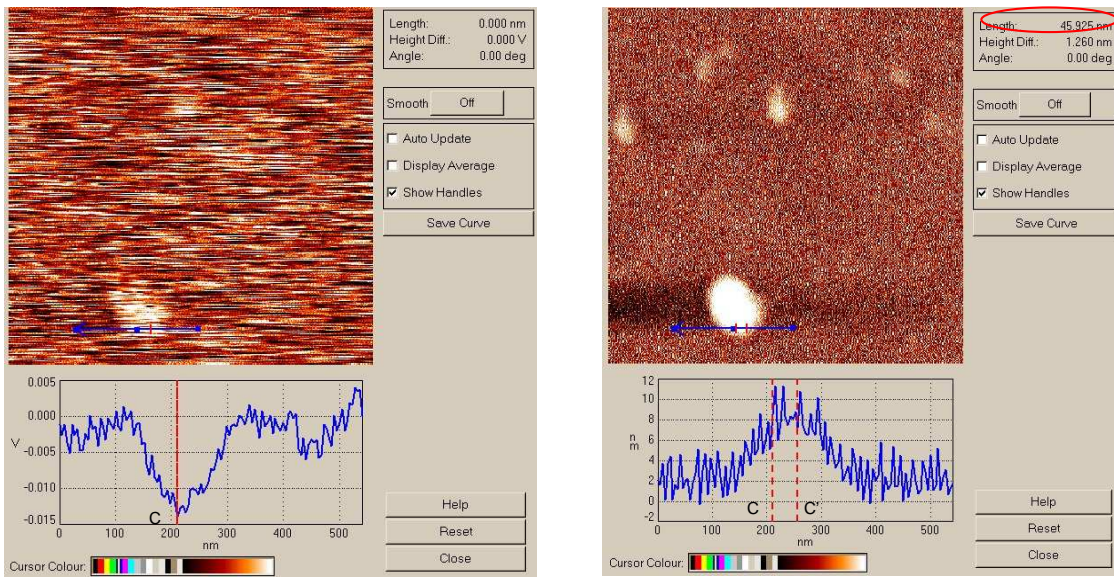 Length: 0.000 nm
Height Diff.: 0.000 V
Angle: 0.00 deg
Smooth Off
Auto Update
Display Average
Show Handles
Save Curve
0.005
0.000
-0.005
-0.010
-0.015
V
C
0 100 200 300 400 500
nm
Help
Reset
Close
Cursor Colour:
Length: 45.925 nm
Height Diff.: 1.260 nm
Angle: 0.00 deg
Smooth Off
Auto Update
Display Average
Show Handles
Save Curve
12
10
8
6
4
2
0
-2
nm
C C'
0 100 200 300 400 500
nm
Help
Reset
Close
Cursor Colour: